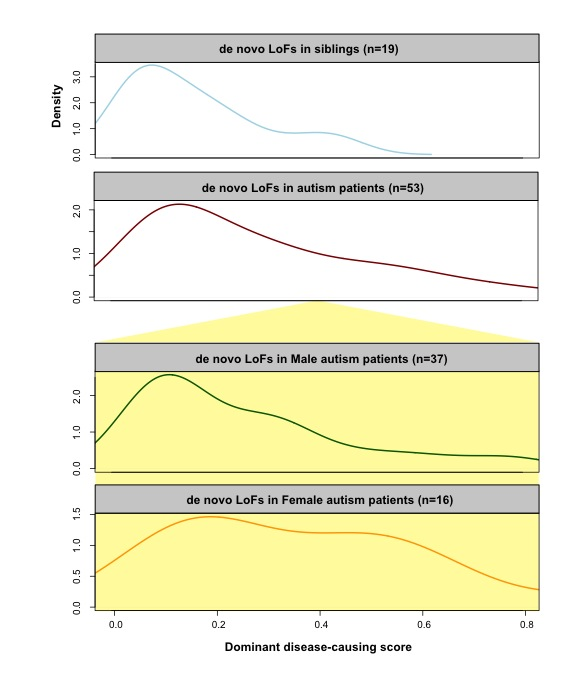 de novo LoFs in siblings (n=19)
Density
3.0
2.0
1.0
0.0
de novo LoFs in autism patients (n=53)
2.0
1.0
0.0
de novo LoFs in Male autism patients (n=37)
2.0
1.0
0.0
de novo LoFs in Female autism patients (n=16)
1.5
1.0
0.5
0.0
0.0 0.2 0.4 0.6 0.8
Dominant disease-causing score